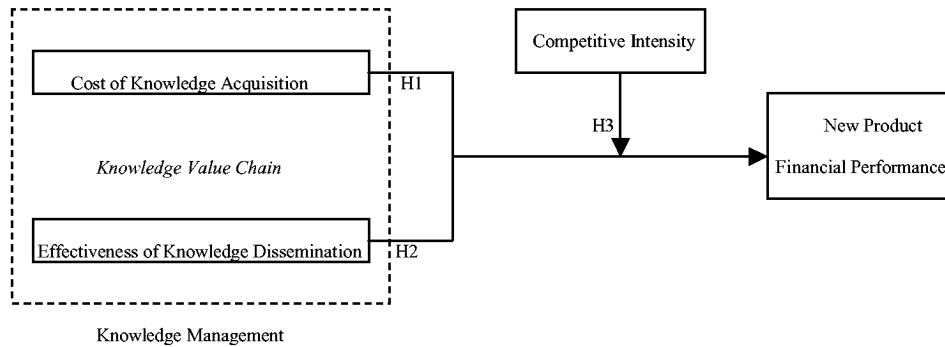 Competitive Intensity
Cost of Knowledge Acquisition
H1
H3
New Product
Financial Performance
Knowledge Value Chain
Effectiveness of Knowledge Dissemination
H2
Knowledge Management